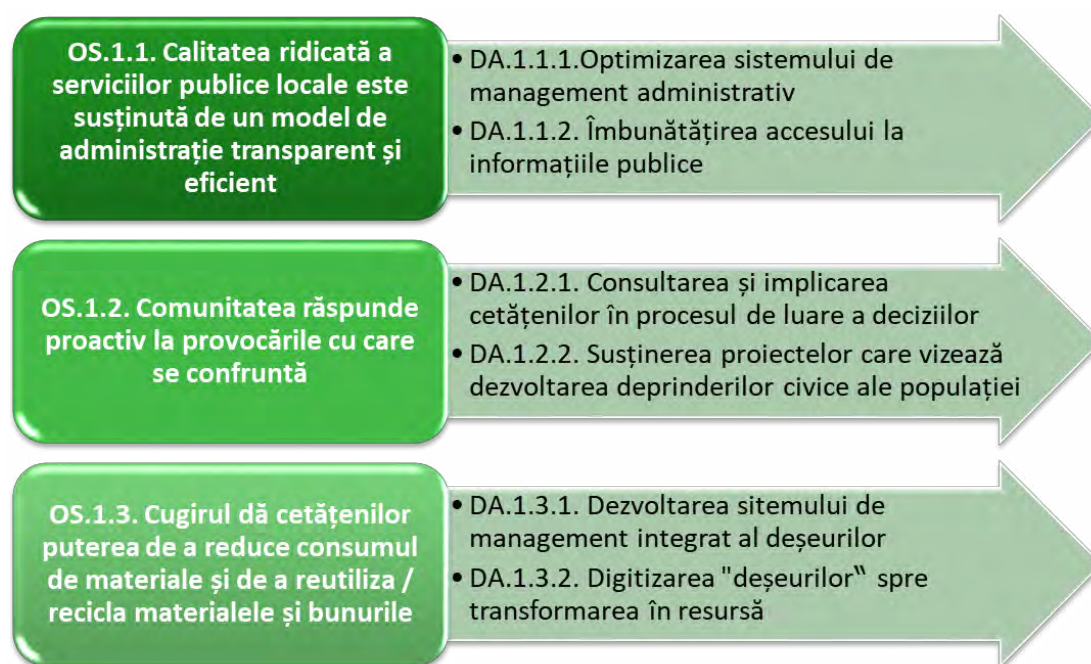 OS.1.1. Calitatea ridicată a
serviciilor publice locale este
susținută de un model de
administrație transparent și
eficient
• DA.1.1.1.Optimizarea sistemului de
management administrativ
• DA.1.1.2. Îmbunătățirea accesului la
informațiile publice
OS.1.2. Comunitatea răspunde
proactiv la provocările cu care
se confruntă
• DA.1.2.1. Consultarea și implicarea
cetățenilor în procesul de luare a deciziilor
• DA.1.2.2. Susținerea proiectelor care vizează
dezvoltarea deprinderilor civice ale populației
OS.1.3. Cugirul dă cetățenilor
puterea de a reduce consumul
de materiale și de a reutiliza /
recicla materialele și bunurile
• DA.1.3.1. Dezvoltarea sitemului de
management integrat al deșeurilor
• DA.1.3.2. Digitizarea "deșeurilor‟ spre
transformarea în resursă